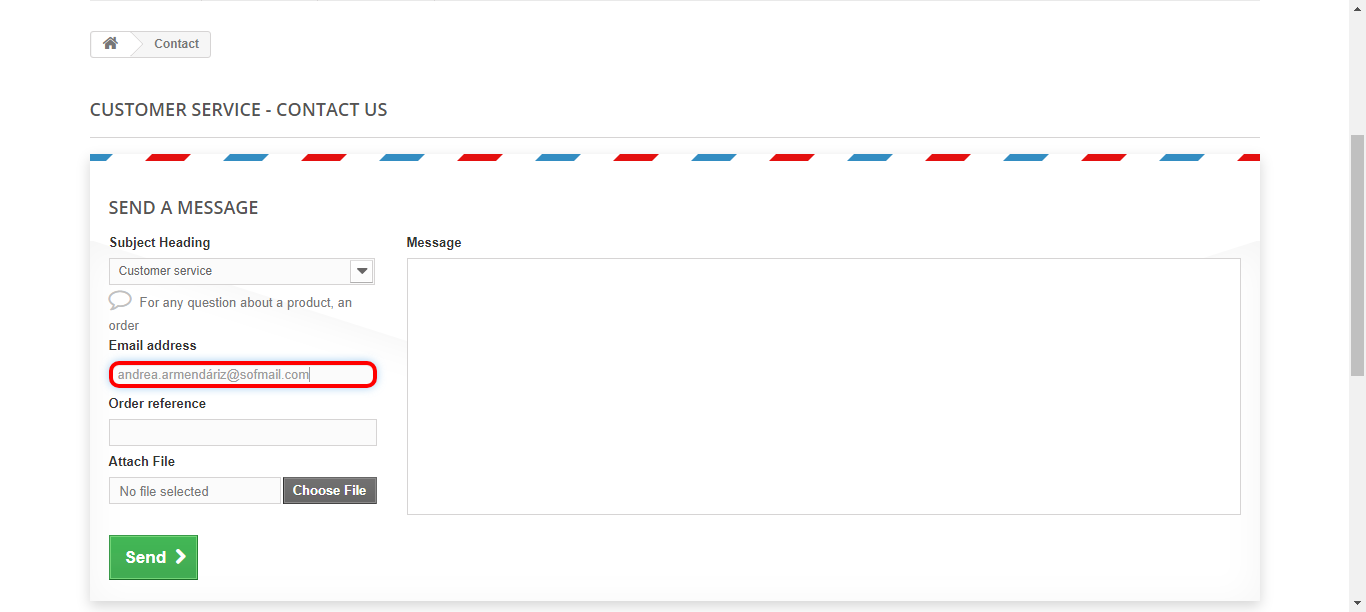 Contact
CUSTOMER SERVICE - CONTACT US
SEND A MESSAGE
Subject Heading
Customer service
For any question about a product, an
order
Email address
andrea.armendáriz@sofmail.com
Order reference
Attach File
No file selected
Choose File
Send
Message